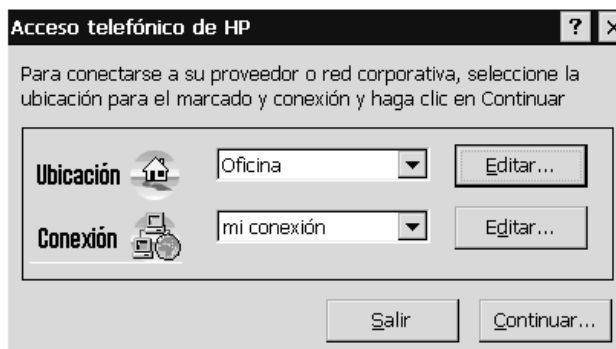 Acceso telefónico de HP
Para conectarse a su proveedor o red corporativa, seleccione la
ubicación para el marcado y conexión y haga clic en Continuar
Ubicación Oficina Editar...
Conexión mi conexión Editar...
Salir Continuar...